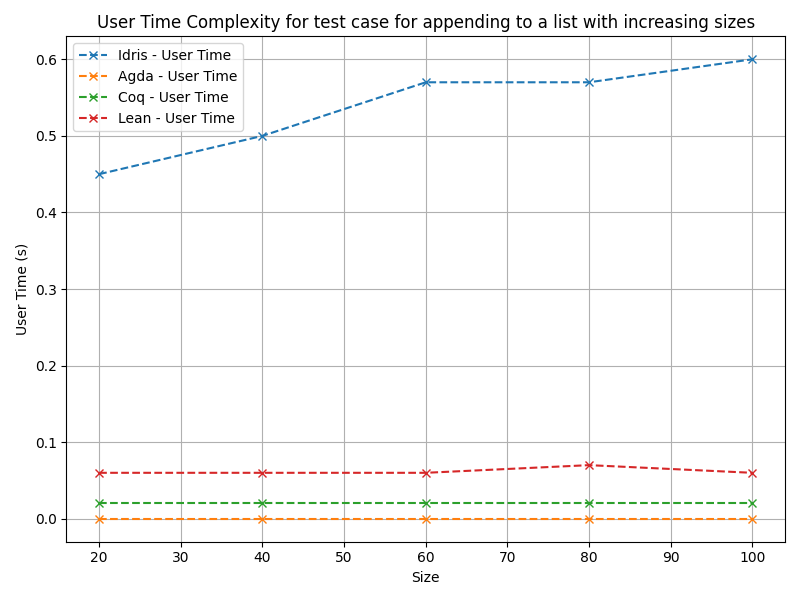 User Time Complexity for test case for appending to a list with increasing sizes
Idris - User Time
Agda - User Time
Coq - User Time
Lean - User Time
0.6
0.5
0.4
0.3
0.2
0.1
0.0
User Time (s)
20 30 40 50 60 70 80 90 100
Size